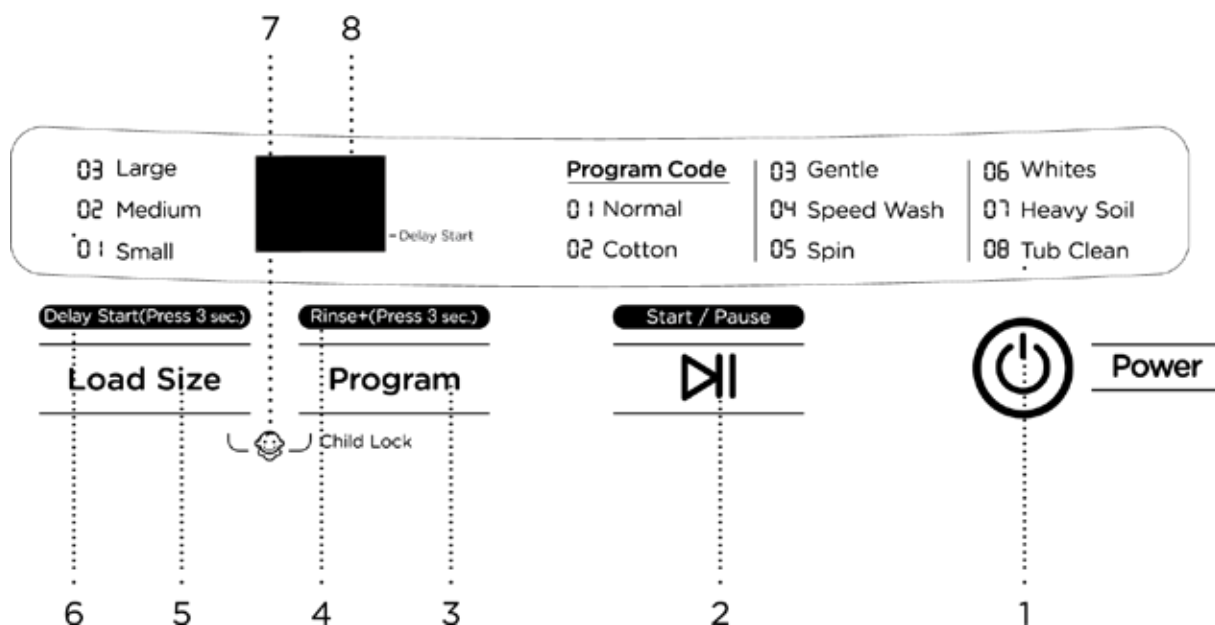 7 8
03 Large
02 Medium
01 Small
- Delay Start
Program Code
01 Normal
02 Cotton
03 Gentle
04 Speed Wash
05 Spin
06 Whites
07 Heavy Soil
08 Tub Clean
Delay Start(Press 3 sec.)
Load Size
Rinse+(Press 3 sec.)
Program
Child Lock
Start / Pause
Power
6 5 4 3 2 1